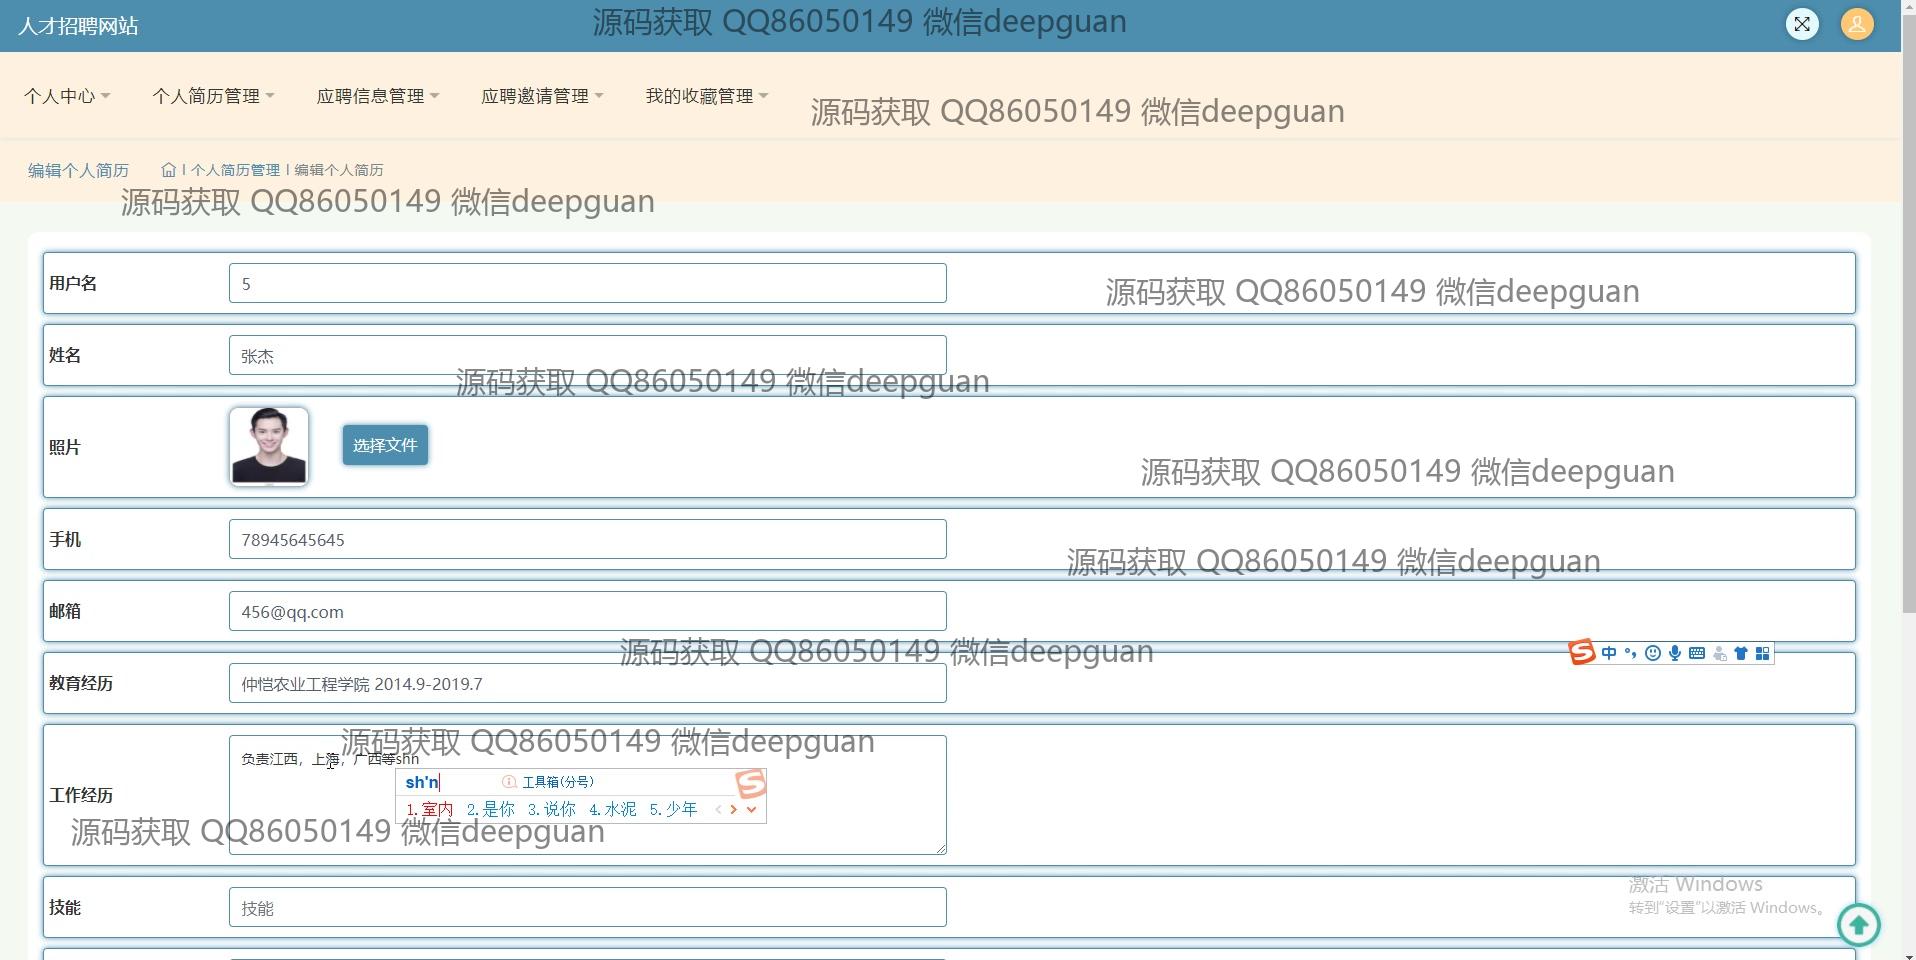 人才招聘网站
源码获取 QQ86050149 微信deepguan
个人中心 个人简历管理 应聘信息管理 应聘邀请管理 我的收藏管理
源码获取 QQ86050149 微信deepguan
编辑个人简历 | 个人简历管理 | 编辑个人简历
源码获取 QQ86050149 微信deepguan
用户名 5
源码获取 QQ86050149 微信deepguan
姓名 张杰
源码获取 QQ86050149 微信deepguan
照片 选择文件
源码获取 QQ86050149 微信deepguan
手机 78945645645
源码获取 QQ86050149 微信deepguan
邮箱 456@qq.com
源码获取 QQ86050149 微信deepguan
S 中
教育经历 仲恺农业工程学院 2014.9-2019.7
源码获取 QQ86050149 微信deepguan
工作经历 负责江西，上海，广西等shn
sh'n 工具箱(分号)
1.室内 2.是你 3.说你 4.水泥 5.少年
源码获取 QQ86050149 微信deepguan
技能 技能
激活 Windows
转到“设置”以激活 Windows。